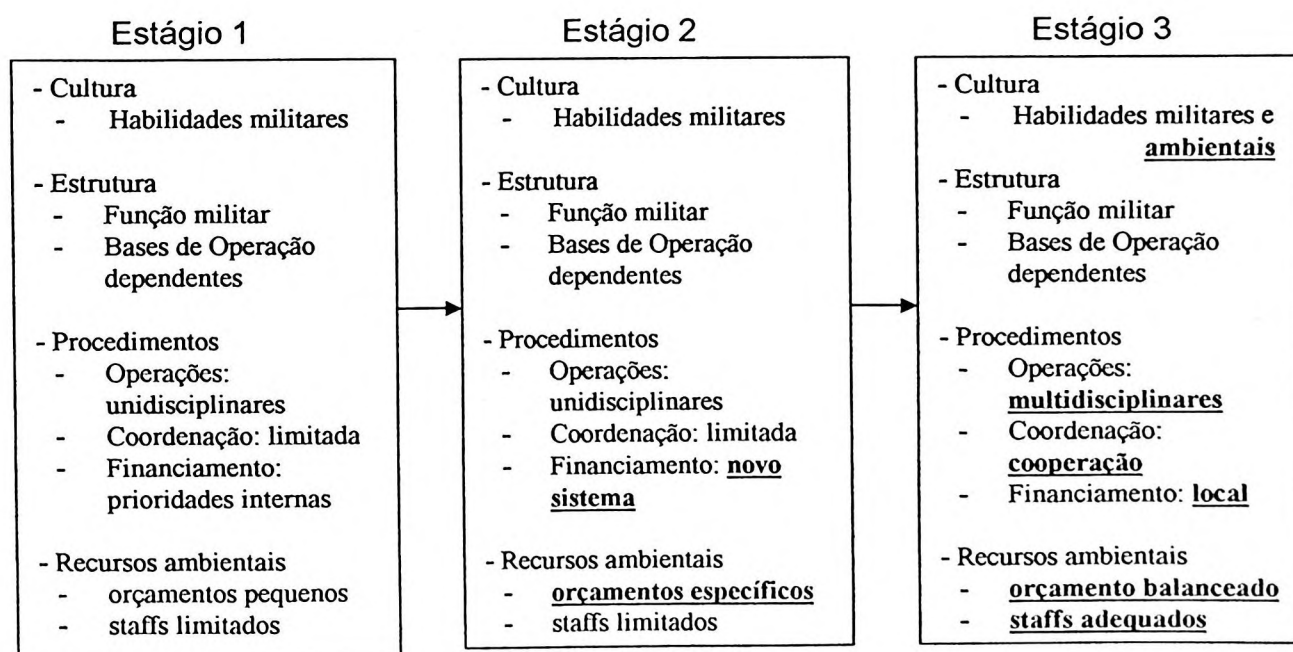 Estágio 1
- Cultura
- Habilidades militares
- Estrutura
- Função militar
- Bases de Operação
dependentes
- Procedimentos
- Operações:
unidisciplinares
- Coordenação: limitada
- Financiamento:
prioridades internas
- Recursos ambientais
- orçamentos pequenos
- staffs limitados
Estágio 2
- Cultura
- Habilidades militares
- Estrutura
- Função militar
- Bases de Operação
dependentes
- Procedimentos
- Operações:
unidisciplinares
- Coordenação: limitada
- Financiamento: novo
sistema
- Recursos ambientais
- orçamentos específicos
- staffs limitados
Estágio 3
- Cultura
- Habilidades militares e
ambientais
- Estrutura
- Função militar
- Bases de Operação
dependentes
- Procedimentos
- Operações:
multidisciplinares
- Coordenação:
cooperação
- Financiamento: local
- Recursos ambientais
- orçamento balanceado
- staffs adequados